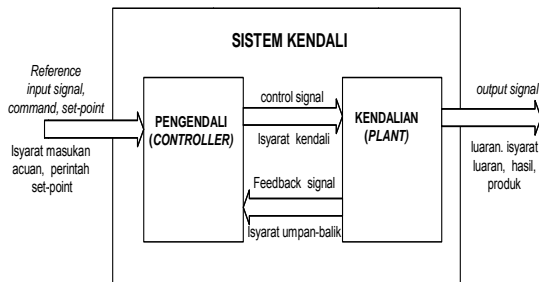 SISTEM KENDALI
Reference
input signal,
command, set-point
Isyarat masukan
acuan, perintah
set-point
PENGENDALI
(CONTROLLER)
control signal
Isyarat kendali
Feedback signal
Isyarat umpan-balik
KENDALIAN
(PLANT)
output signal
luaran. isyarat
luaran, hasil,
produk